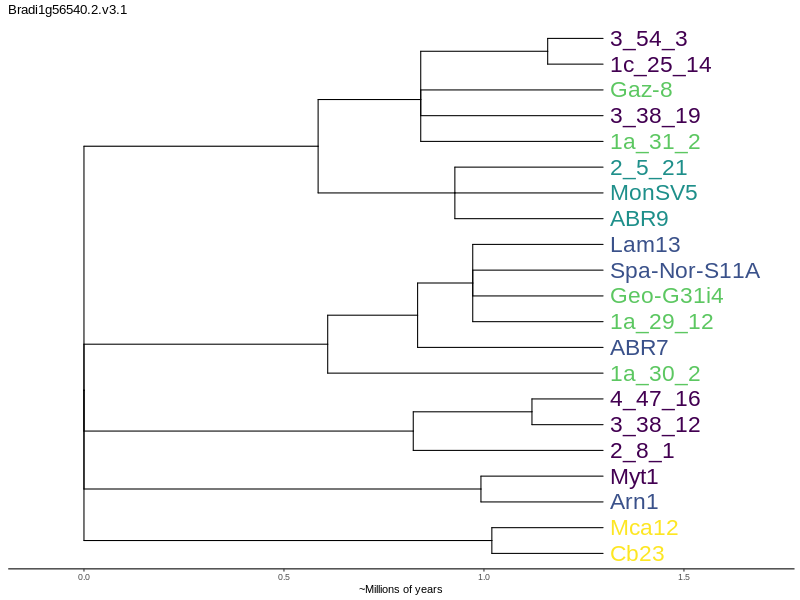 Bradi1g56540.2.v3.1
3_54_3
1c_25_14
Gaz-8
3_38_19
1a_31_2
2_5_21
MonSV5
ABR9
Lam13
Spa-Nor-S11A
Geo-G31i4
1a_29_12
ABR7
1a_30_2
4_47_16
3_38_12
2_8_1
Myt1
Arn1
Mca12
Cb23
0.0 0.5 1.0 1.5
~Millions of years